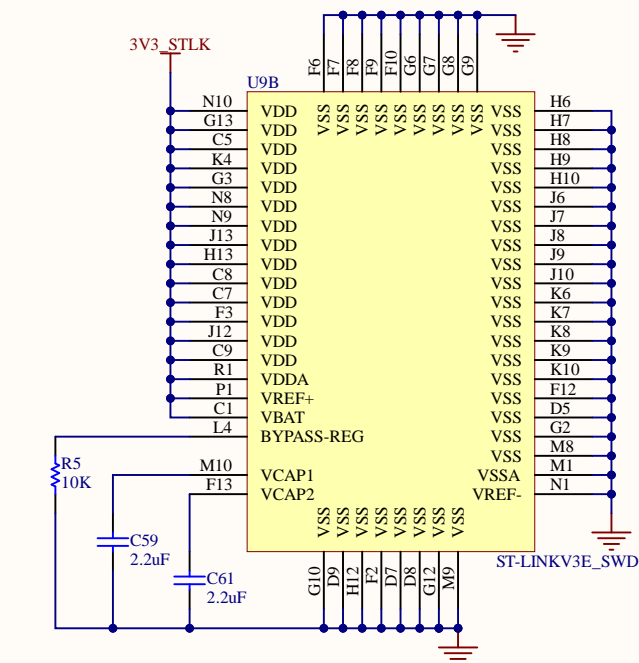 3V3_STLK
F6
F7
F8
F9
F10
G6
G7
G8
G9
U9B
VSS
VSS
VSS
VSS
VSS
VSS
VSS
VSS
VSS
N10 VDD VSS H6
G13 VDD VSS H7
C5 VDD VSS H8
K4 VDD VSS H9
G3 VDD VSS H10
N8 VDD VSS J6
N9 VDD VSS J7
J13 VDD VSS J8
H13 VDD VSS J9
C8 VDD VSS J10
C7 VDD VSS K6
F3 VDD VSS K7
J12 VDD VSS K8
C9 VDD VSS K9
R1 VDDA VSS K10
P1 VREF+ VSS F12
C1 VBAT VSS D5
L4 BYPASS-REG VSS G2
VSS M8
M10 VCAP1 VSSA M1
F13 VCAP2 VREF- N1
R5
10K
VSS
VSS
VSS
VSS
VSS
VSS
VSS
VSS
C59
2.2uF
C61
2.2uF
G10
D9
H12
F2
D7
D8
G12
M9
ST-LINKV3E_SWD